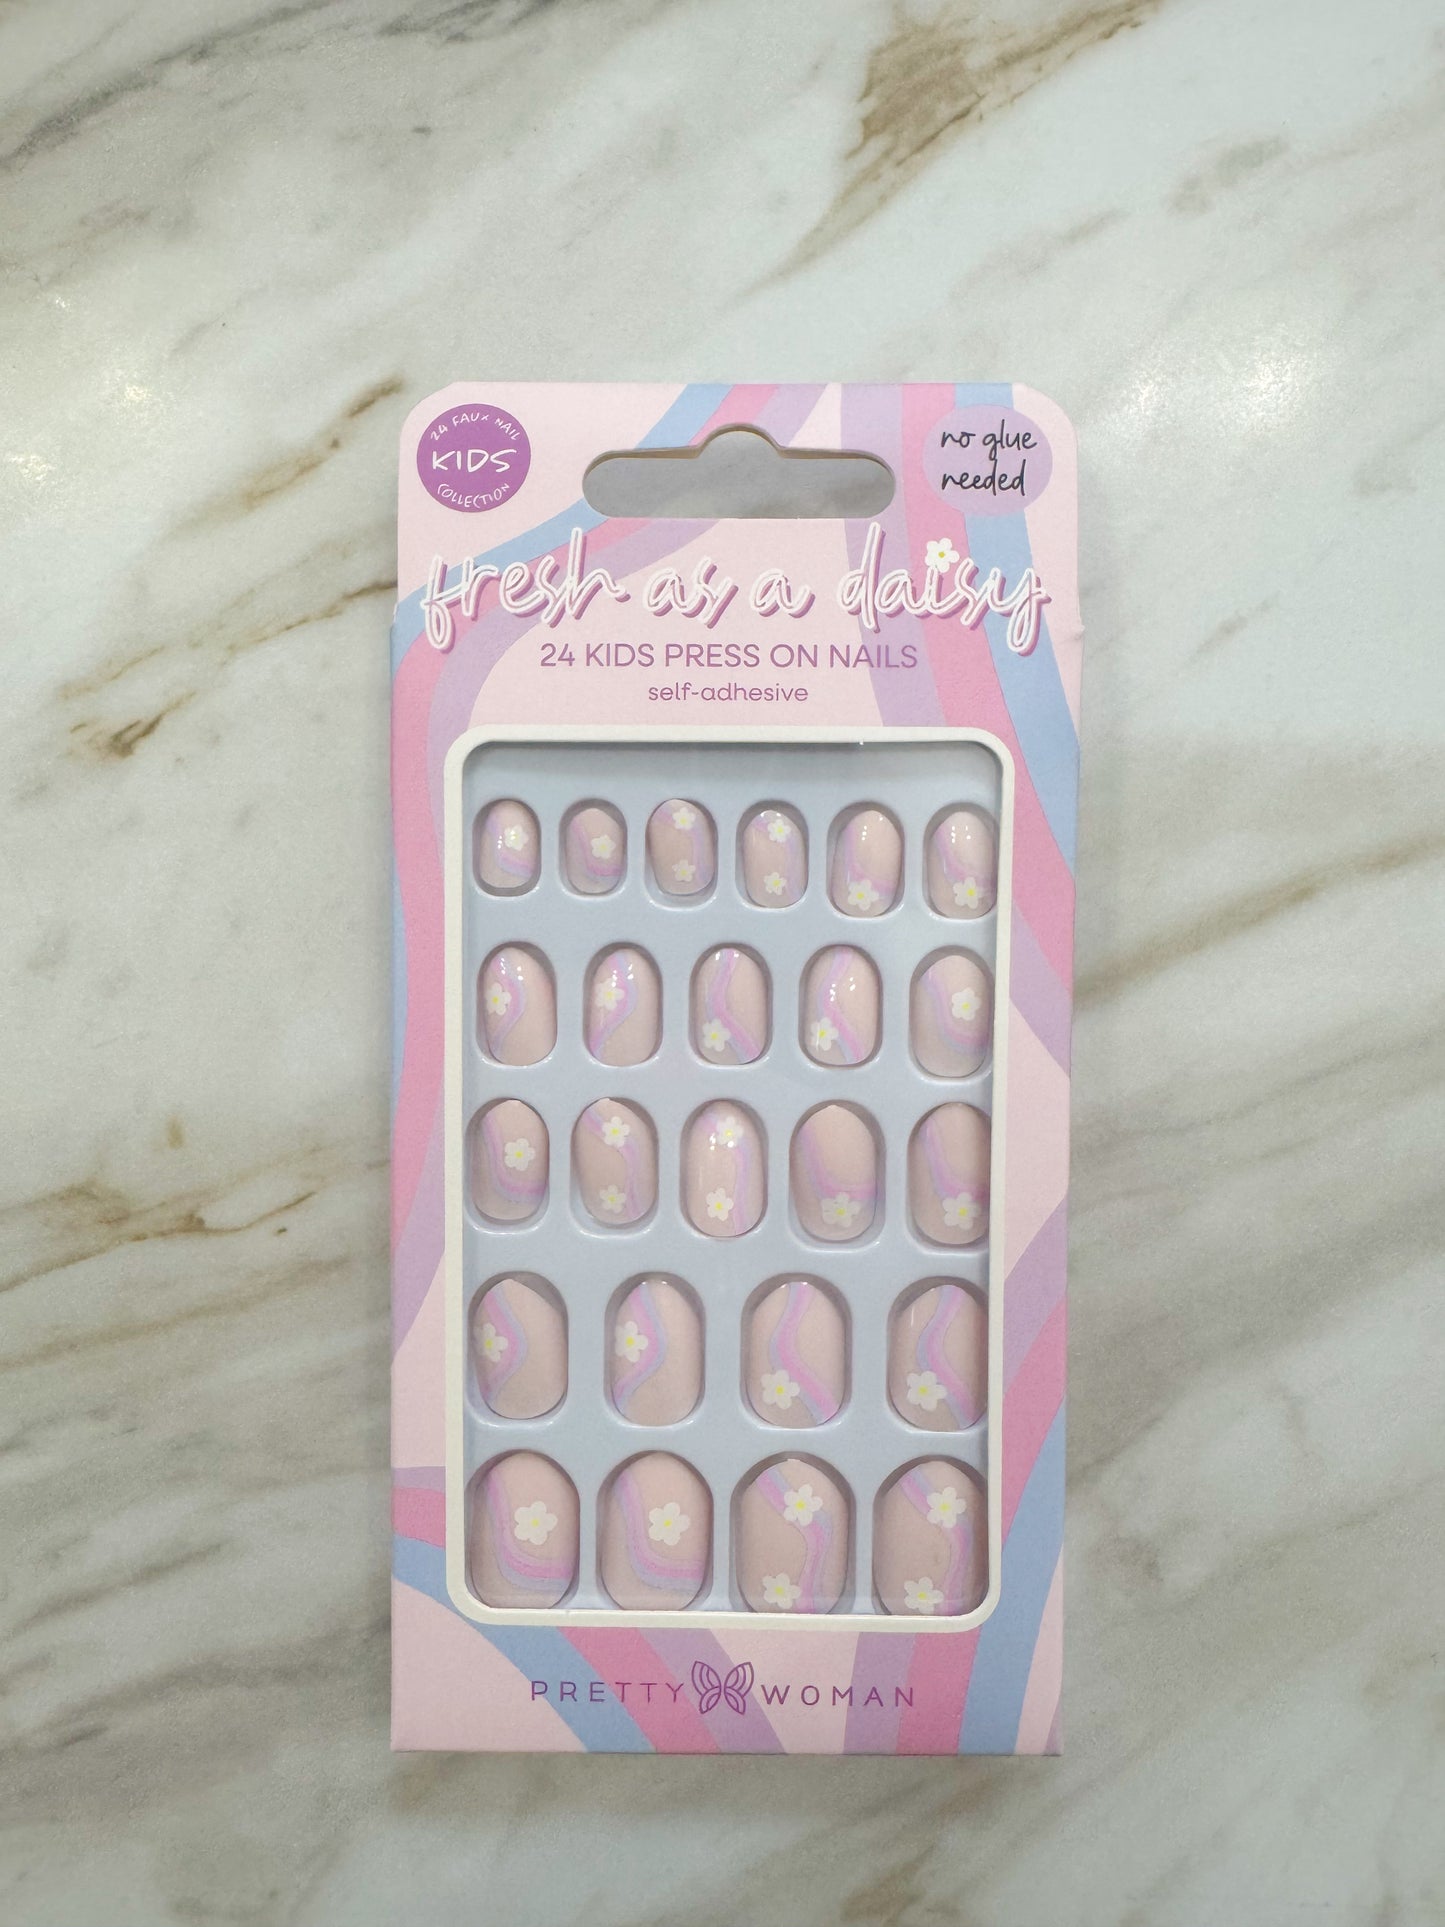 24 FAUX NAIL
KIDS
COLLECTION
no glue
needed
fresh as a daisy
24 KIDS PRESS ON NAILS
self-adhesive
PRETTY WOMAN